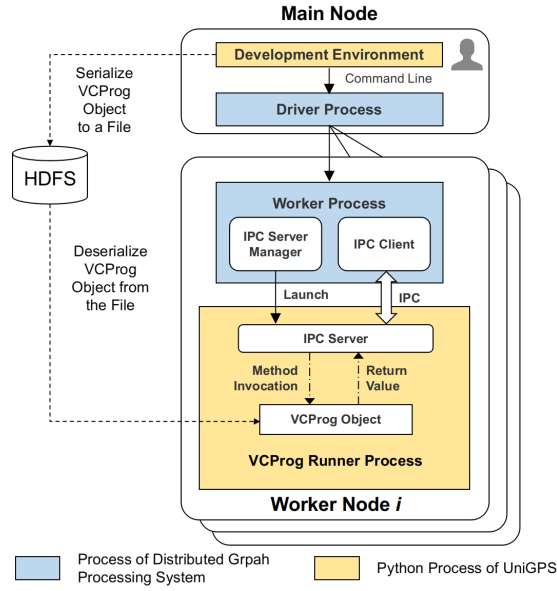 Main Node
Development Environment
Command Line
Driver Process
Serialize
VCProg
Object
to a File
HDFS
Deserialize
VCProg
Object from
the File
Worker Process
IPC Server
Manager
IPC Client
Launch
IPC
IPC Server
Method
Invocation
Return
Value
VCProg Object
VCProg Runner Process
Worker Node i
Process of Distributed Grpah
Processing System
Python Process of UniGPS